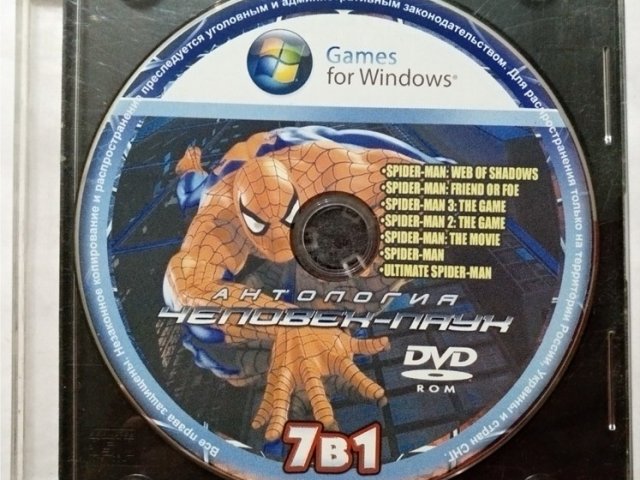 Все права защищены. Незаконное копирование и распространение преследуется уголовным и административным законодательством. Для распространения только на территории России, Украины и стран СНГ.
Games
for Windows®
•SPIDER-MAN: WEB OF SHADOWS
•SPIDER-MAN: FRIEND OR FOE
•SPIDER-MAN 3: THE GAME
•SPIDER-MAN 2: THE GAME
•SPIDER-MAN: THE MOVIE
•SPIDER-MAN
•ULTIMATE SPIDER-MAN
АНТОЛОГИЯ
ЧЕЛОВЕК-ПАУК
DVD
ROM
7В1